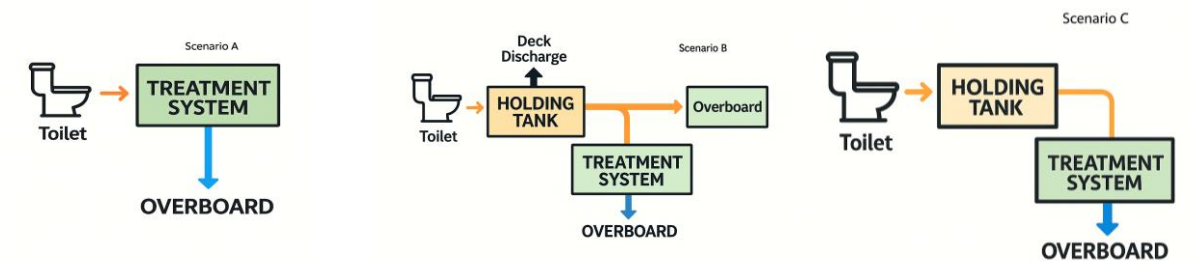 Scenario A
Toilet
TREATMENT
SYSTEM
OVERBOARD
Scenario B
Deck
Discharge
Toilet
HOLDING
TANK
Overboard
TREATMENT
SYSTEM
OVERBOARD
Scenario C
Toilet
HOLDING
TANK
TREATMENT
SYSTEM
OVERBOARD